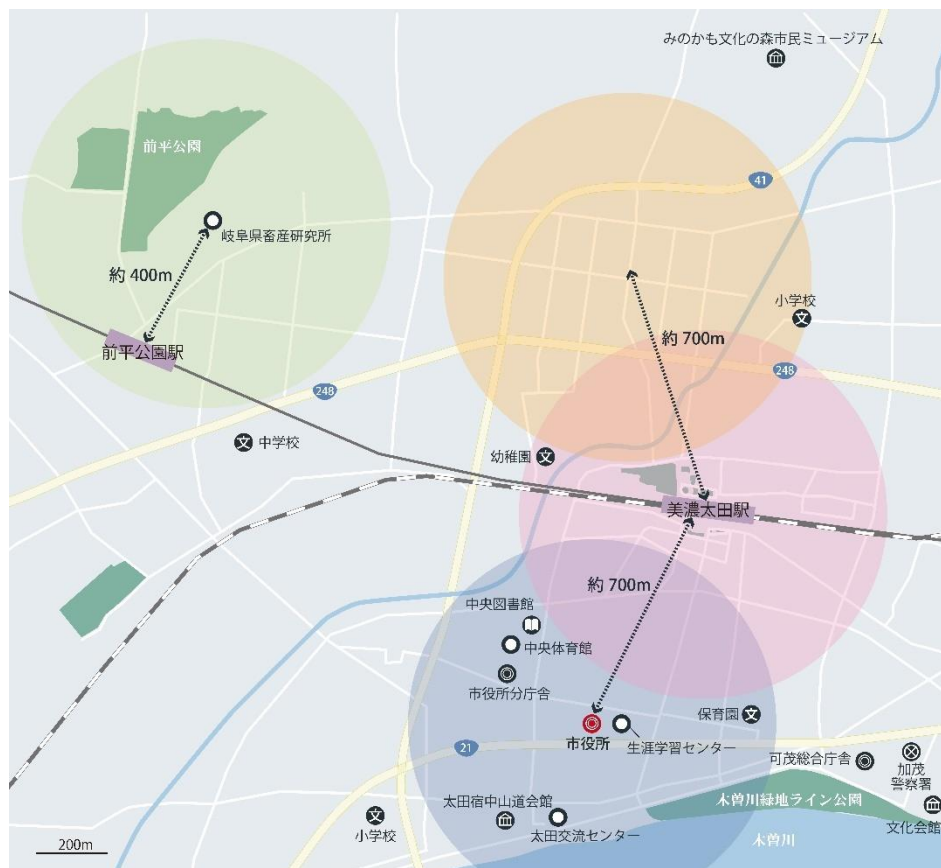 みのかも文化の森市民ミュージアム
前平公園
41
岐阜県畜産研究所
約 400m
小学校
文
前平公園駅
約 700m
248
248
文
中学校
幼稚園
文
美濃太田駅
約 700m
中央図書館
中央体育館
市役所分庁舎
保育園
文
市役所
生涯学習センター
21
可茂総合庁舎
加茂
警察署
太田宿中山道会館
木曽川緑地ライン公園
文
小学校
太田交流センター
文化会館
木曽川
200m